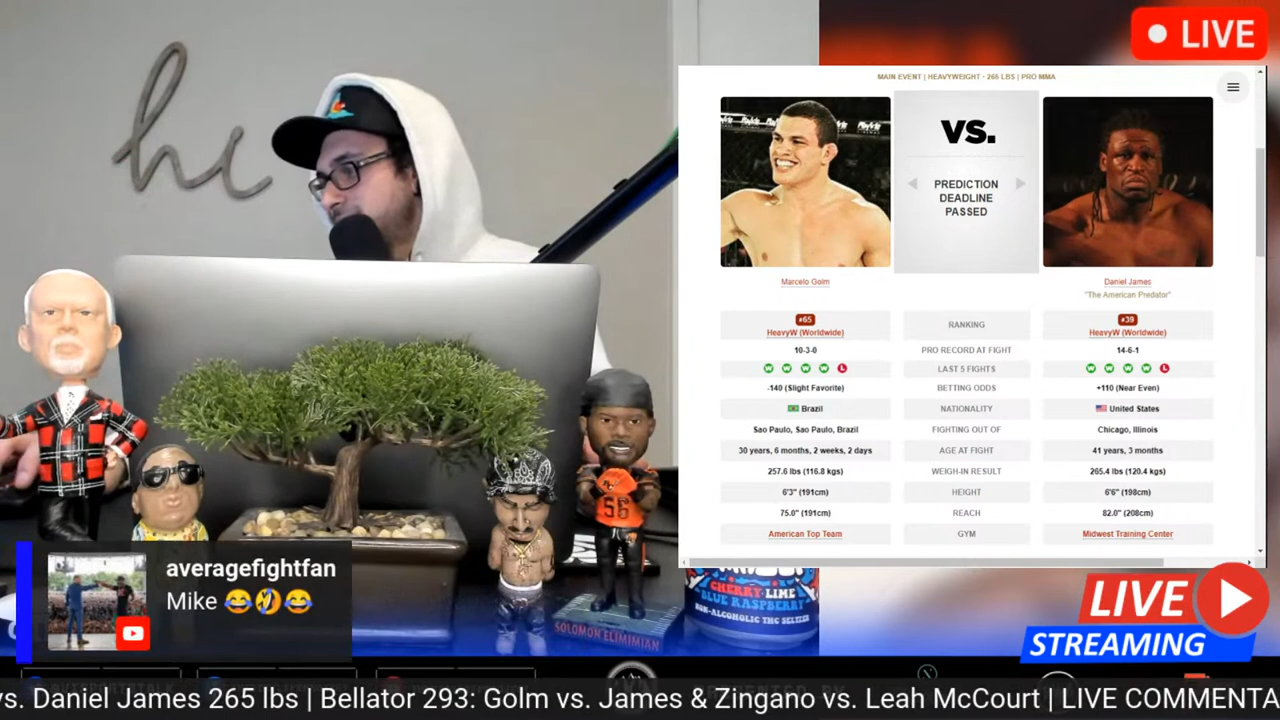 hi
LIVE
MAIN EVENT | HEAVYWEIGHT · 265 LBS | PRO MMA
VS.
PREDICTION
DEADLINE
PASSED
Marcelo Golm
Daniel James
"The American Predator"
#65
HeavyW (Worldwide)
RANKING
#39
HeavyW (Worldwide)
10-3-0
PRO RECORD AT FIGHT
14-6-1
W W W W L
LAST 5 FIGHTS
W W W W L
-140 (Slight Favorite)
BETTING ODDS
+110 (Near Even)
Brazil
NATIONALITY
United States
Sao Paulo, Sao Paulo, Brazil
FIGHTING OUT OF
Chicago, Illinois
30 years, 6 months, 2 weeks, 2 days
AGE AT FIGHT
41 years, 3 months
257.6 lbs (116.8 kgs)
WEIGH-IN RESULT
265.4 lbs (120.4 kgs)
6'3" (191cm)
HEIGHT
6'6" (198cm)
75.0" (191cm)
REACH
82.0" (208cm)
American Top Team
GYM
Midwest Training Center
56
SOLOMON ELIMIMIAN
CHERRY-LIME
BLUE RASPBERRY
NON-ALCOHOLIC THC SELTZER
averagefightfan
Mike 😂🤣😂
LIVE
STREAMING
vs. Daniel James 265 lbs | Bellator 293: Golm vs. James & Zingano vs. Leah McCourt | LIVE COMMENTA